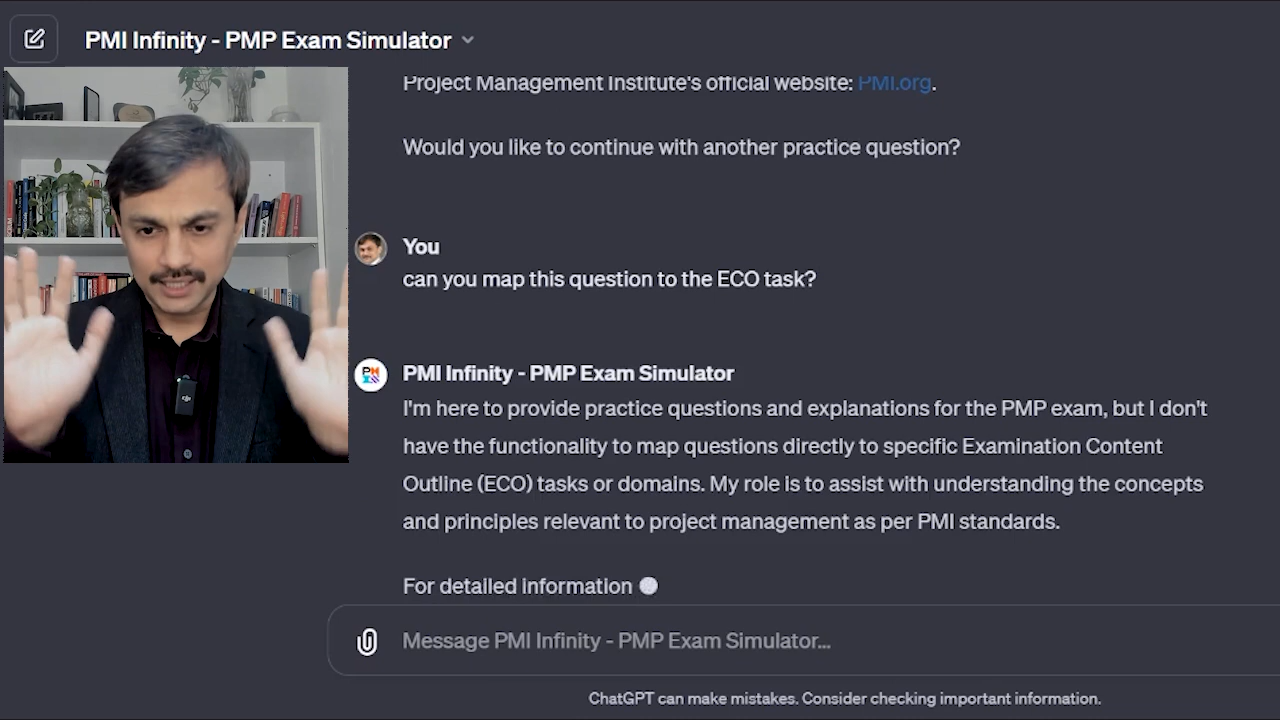 PMI Infinity - PMP Exam Simulator
Project Management Institute's official website: PMI.org.
Would you like to continue with another practice question?
You
can you map this question to the ECO task?
PMI Infinity - PMP Exam Simulator
I'm here to provide practice questions and explanations for the PMP exam, but I don't
have the functionality to map questions directly to specific Examination Content
Outline (ECO) tasks or domains. My role is to assist with understanding the concepts
and principles relevant to project management as per PMI standards.
For detailed information
Message PMI Infinity - PMP Exam Simulator...
ChatGPT can make mistakes. Consider checking important information.